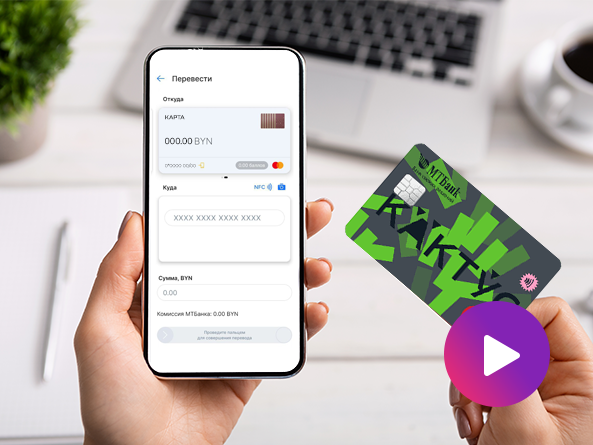 Перевести
Откуда
КАРТА
000.00 BYN
Куда
NFC
XXXX XXXX XXXX XXXX
Сумма, BYN
0.00
Комиссия МТБанка: 0.00 BYN
Проведите пальцем
для совершения перевода
МТБанк
КАКТУС